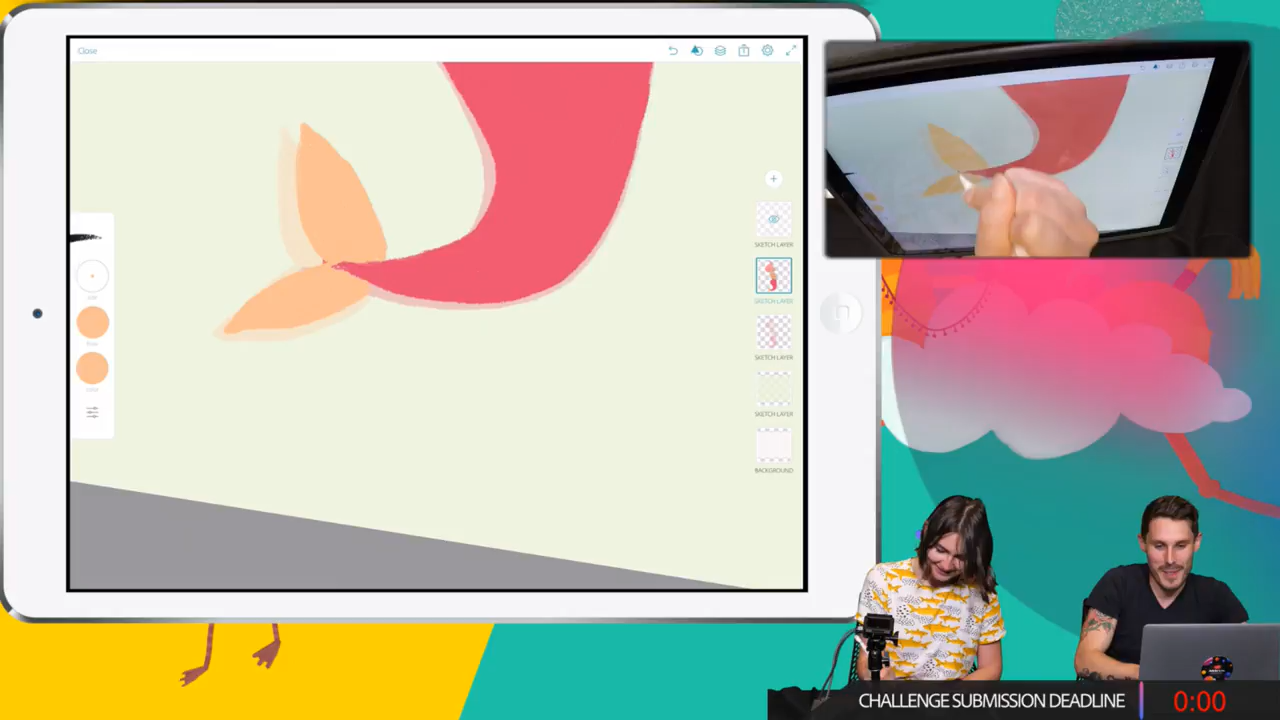 Close
SKETCH LAYER
SKETCH LAYER
SKETCH LAYER
SKETCH LAYER
BACKGROUND
CHALLENGE SUBMISSION DEADLINE
0:00